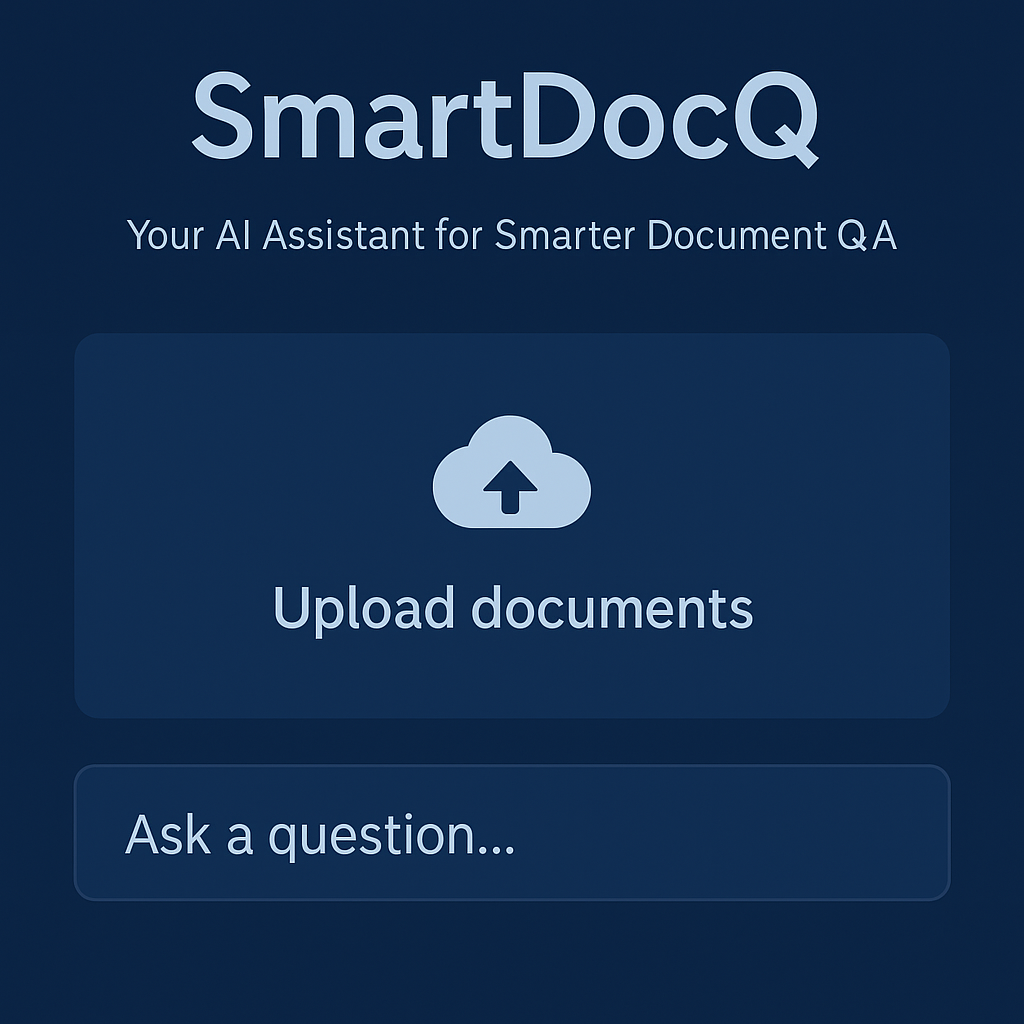 SmartDocQ
Your AI Assistant for Smarter Document QA
Upload documents
Ask a question...